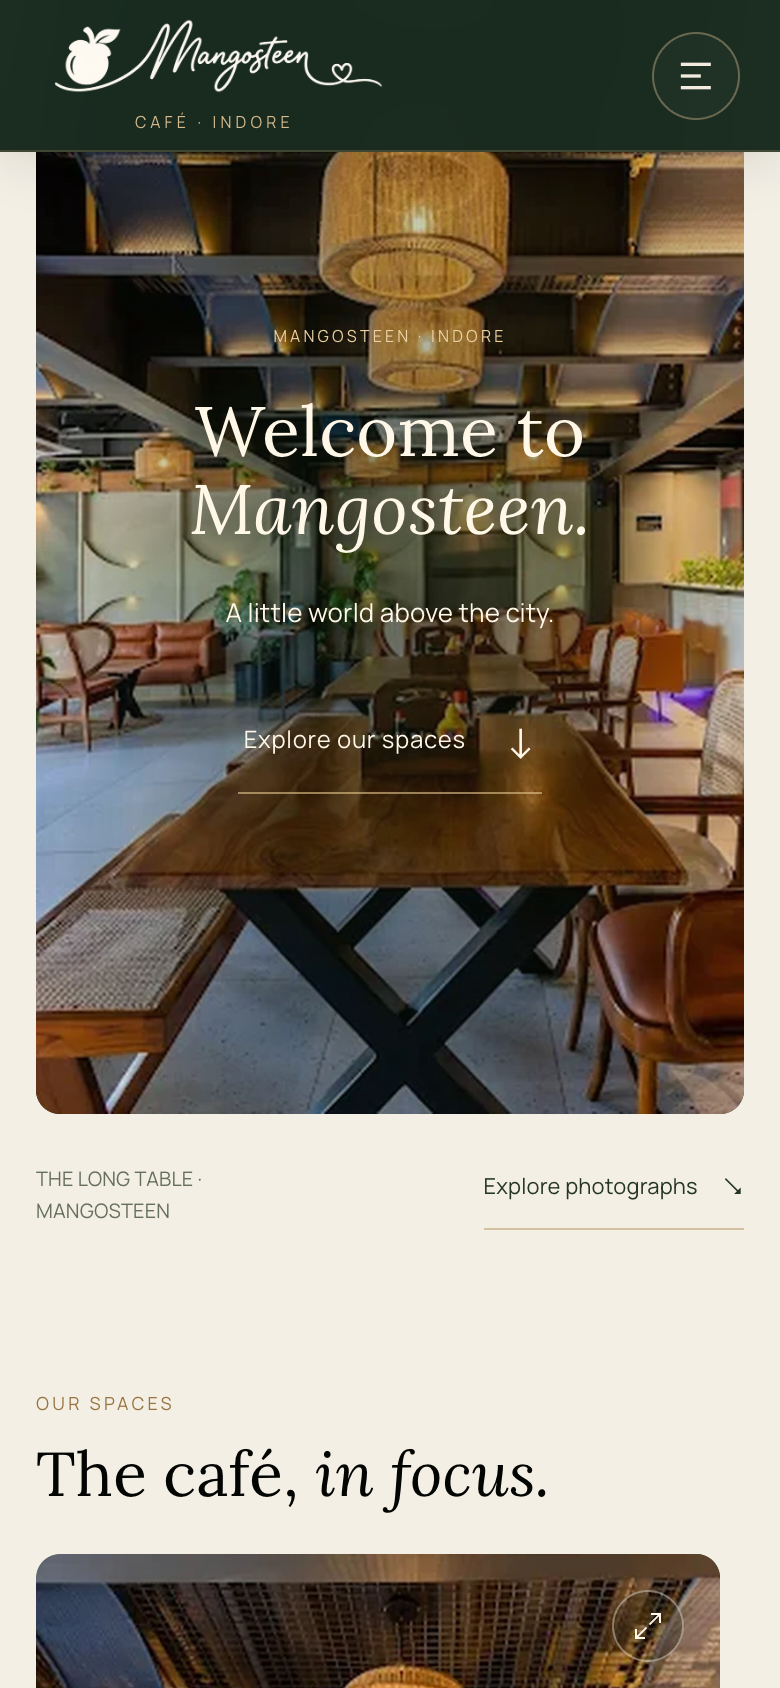 Mangosteen
CAFÉ · INDORE
MANGOSTEEN · INDORE
Welcome to
Mangosteen.
A little world above the city.
Explore our spaces ↓
THE LONG TABLE ·
MANGOSTEEN
Explore photographs ↘
OUR SPACES
The café, in focus.